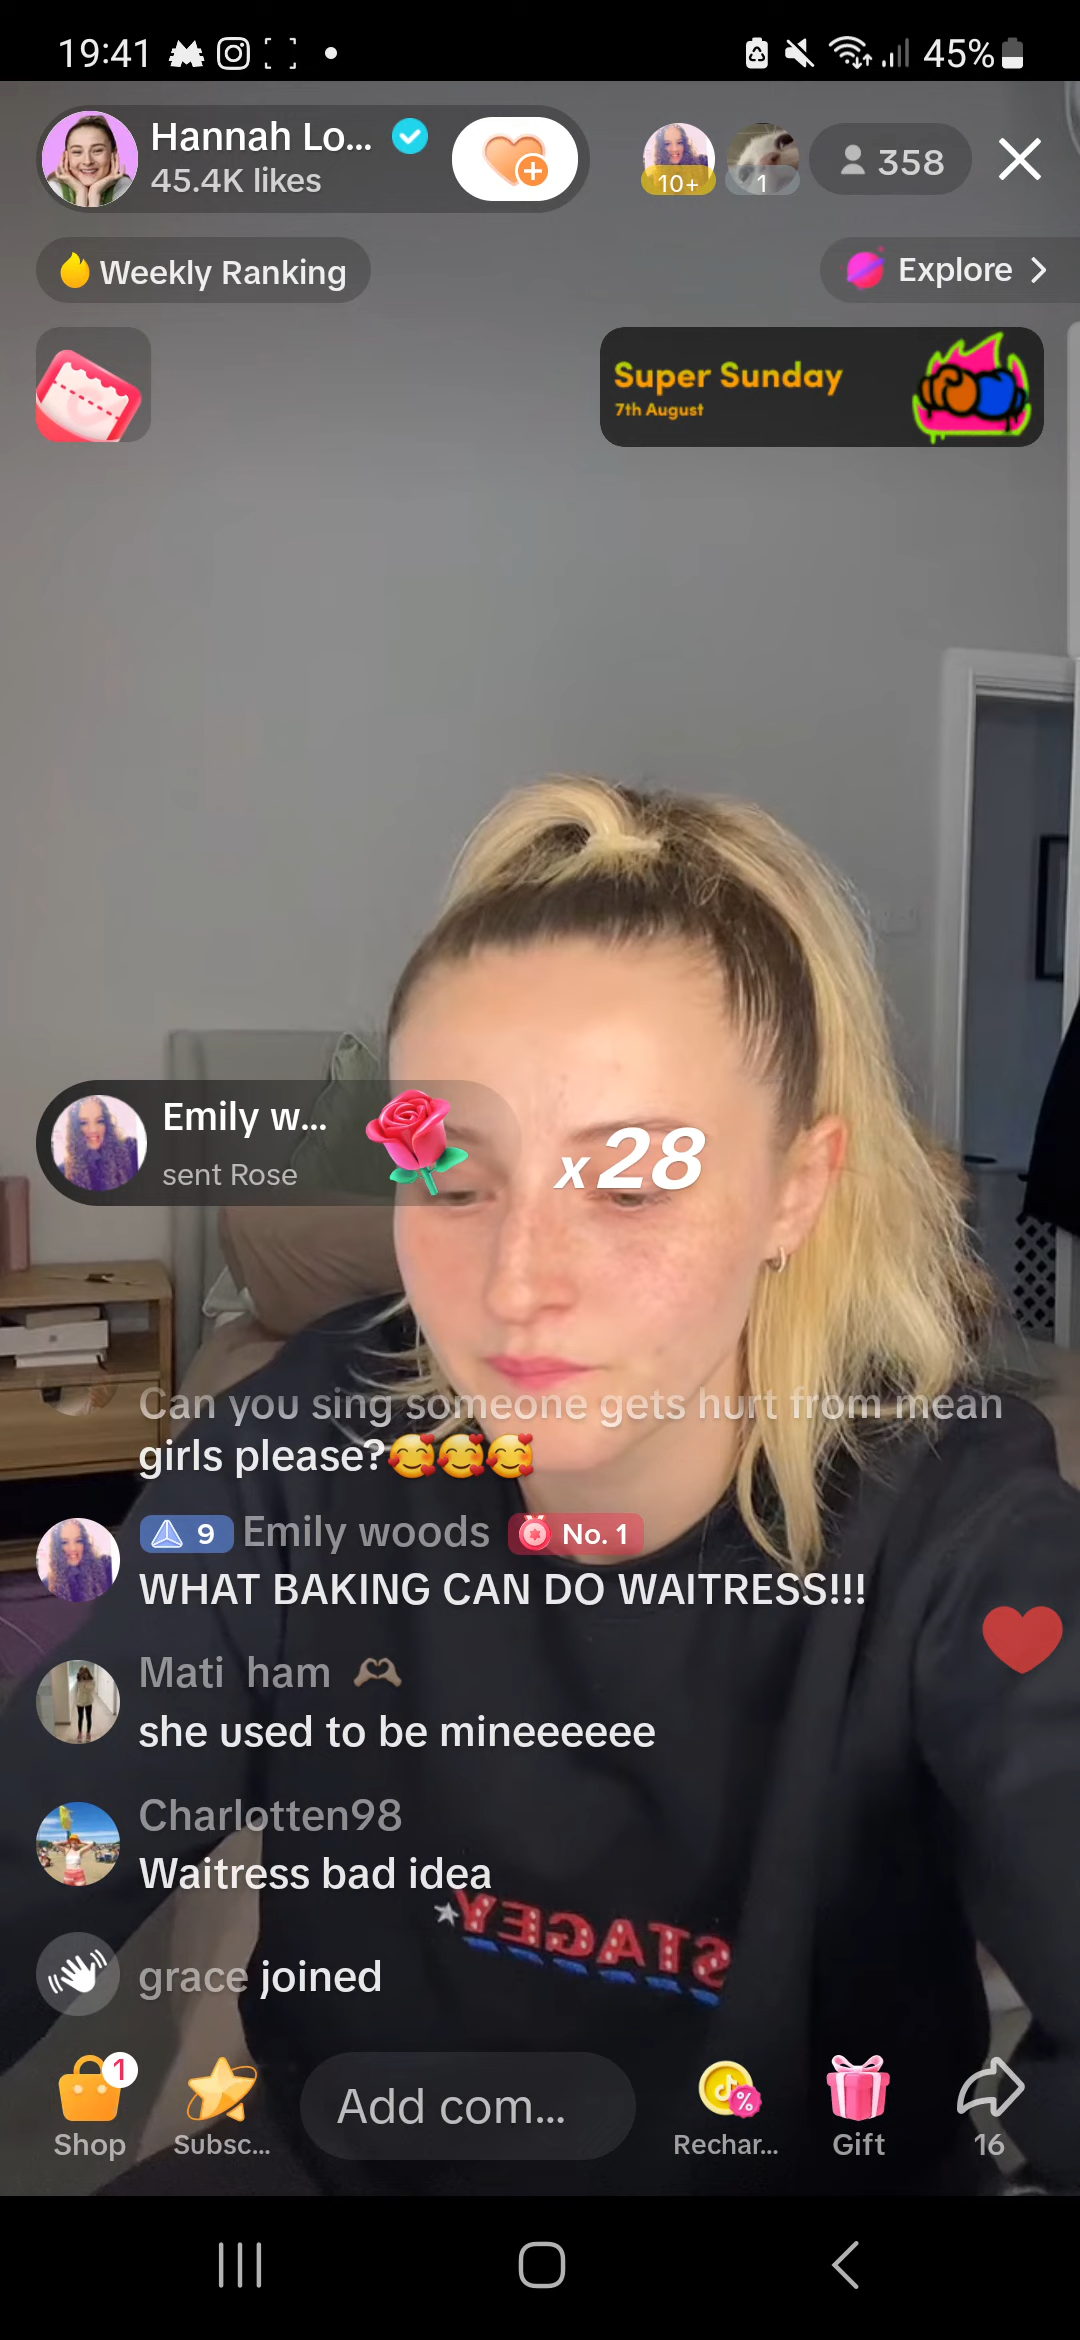 19:41
45%
Hannah Lo...
45.4K likes
10+
1
358
Weekly Ranking
Explore
Super Sunday
7th August
Emily w...
sent Rose
x28
Can you sing someone gets hurt from mean
girls please?🥰🥰🥰
9 Emily woods No. 1
WHAT BAKING CAN DO WAITRESS!!!
Mati ham 🫶🏽
she used to be mineeeeee
Charlotten98
Waitress bad idea
STAGEY
grace joined
1
Add com...
%
Shop
Subsc...
Rechar...
Gift
16